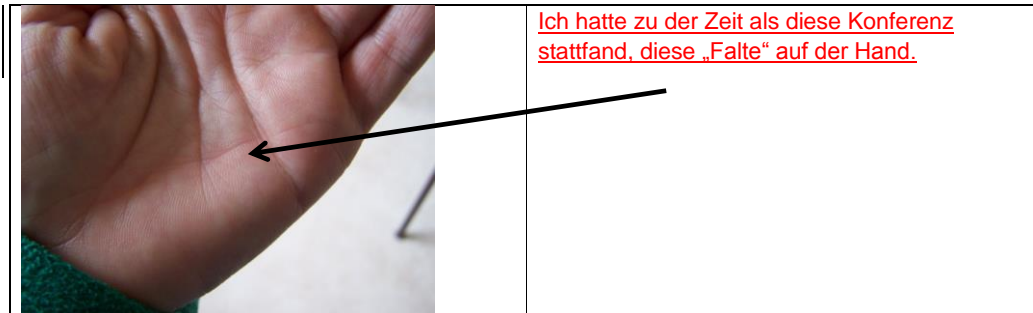 Ich hatte zu der Zeit als diese Konferenz
stattfand, diese „Falte“ auf der Hand.